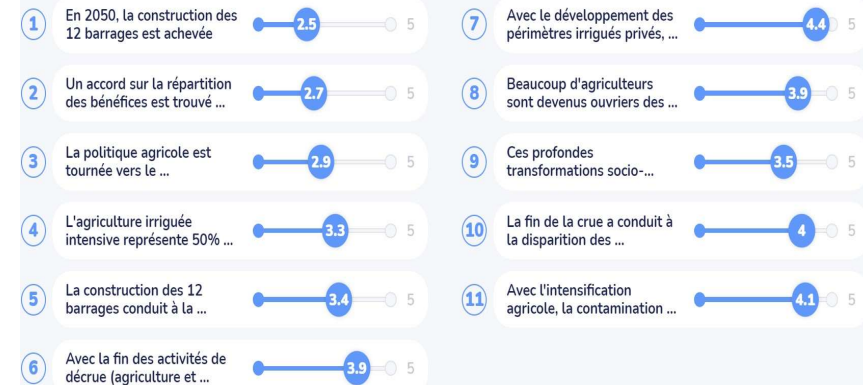 1
En 2050, la construction des
12 barrages est achevée
2.5
5
2
Un accord sur la répartition
des bénéfices est trouvé ...
2.7
5
3
La politique agricole est
tournée vers le ...
2.9
5
4
L'agriculture irriguée
intensive représente 50% ...
3.3
5
5
La construction des 12
barrages conduit à la ...
3.4
5
6
Avec la fin des activités de
décrue (agriculture et ...
3.9
5
7
Avec le développement des
périmètres irrigués privés, ...
4.4
5
8
Beaucoup d'agriculteurs
sont devenus ouvriers des ...
3.9
5
9
Ces profondes
transformations socio-...
3.5
5
10
La fin de la crue a conduit à
la disparition des ...
4
5
11
Avec l'intensification
agricole, la contamination ...
4.1
5